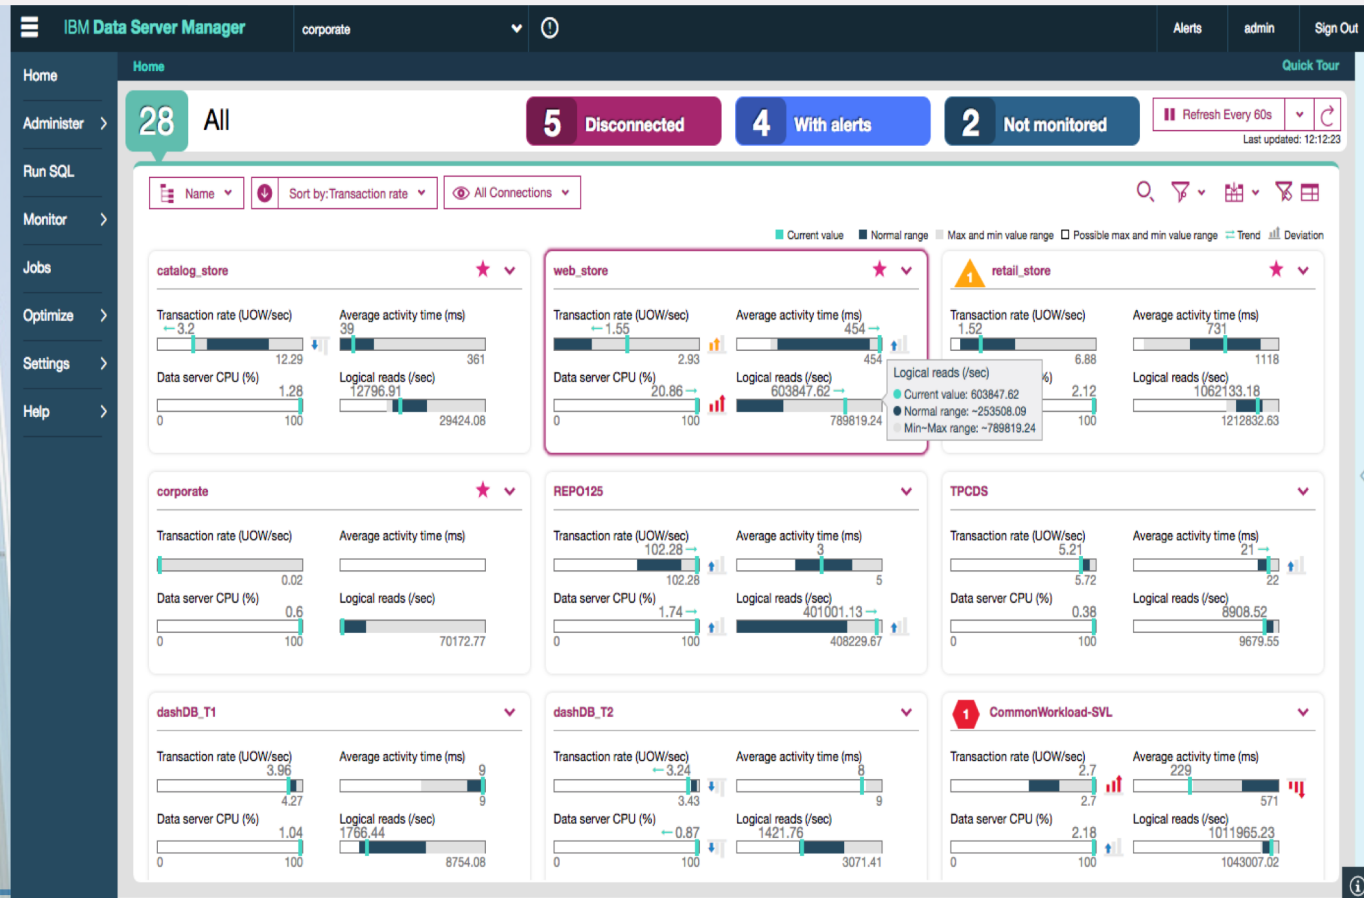 IBM Data Server Manager
corporate
Alerts
admin
Sign Out
Home
Administer
Run SQL
Monitor
Jobs
Optimize
Settings
Help
Home
Quick Tour
28 All
5 Disconnected
4 With alerts
2 Not monitored
Refresh Every 60s
Last updated: 12:12:23
Name
Sort by:Transaction rate
All Connections
Current value Normal range Max and min value range Possible max and min value range Trend Deviation
catalog_store
Transaction rate (UOW/sec) Average activity time (ms)
3.2 39
12.29 361
Data server CPU (%) Logical reads (/sec)
1.28 12796.91
0 100 29424.08
web_store
Transaction rate (UOW/sec) Average activity time (ms)
1.55 454
2.93 454
Data server CPU (%) Logical reads (/sec)
20.86 603847.62
0 100 789819.24
Logical reads (/sec)
Current value: 603847.62
Normal range: ~253508.09
Min~Max range: ~789819.24
1 retail_store
Transaction rate (UOW/sec) Average activity time (ms)
1.52 731
6.88 1118
%) Logical reads (/sec)
2.12 1062133.18
100 1212832.63
corporate
Transaction rate (UOW/sec) Average activity time (ms)
0.02
Data server CPU (%) Logical reads (/sec)
0.6
0 100 70172.77
REPO125
Transaction rate (UOW/sec) Average activity time (ms)
102.28 3
102.28 5
Data server CPU (%) Logical reads (/sec)
1.74 401001.13
0 100 408229.67
TPCDS
Transaction rate (UOW/sec) Average activity time (ms)
5.21 21
5.72 22
Data server CPU (%) Logical reads (/sec)
0.38 8908.52
0 100 9679.55
dashDB_T1
Transaction rate (UOW/sec) Average activity time (ms)
3.96 9
4.27 9
Data server CPU (%) Logical reads (/sec)
1.04 1766.44
0 100 8754.08
dashDB_T2
Transaction rate (UOW/sec) Average activity time (ms)
3.24 8
3.43 9
Data server CPU (%) Logical reads (/sec)
0.87 1421.76
0 100 3071.41
1 CommonWorkload-SVL
Transaction rate (UOW/sec) Average activity time (ms)
2.7 229
2.7 571
Data server CPU (%) Logical reads (/sec)
2.18 1011965.23
0 100 1043007.02